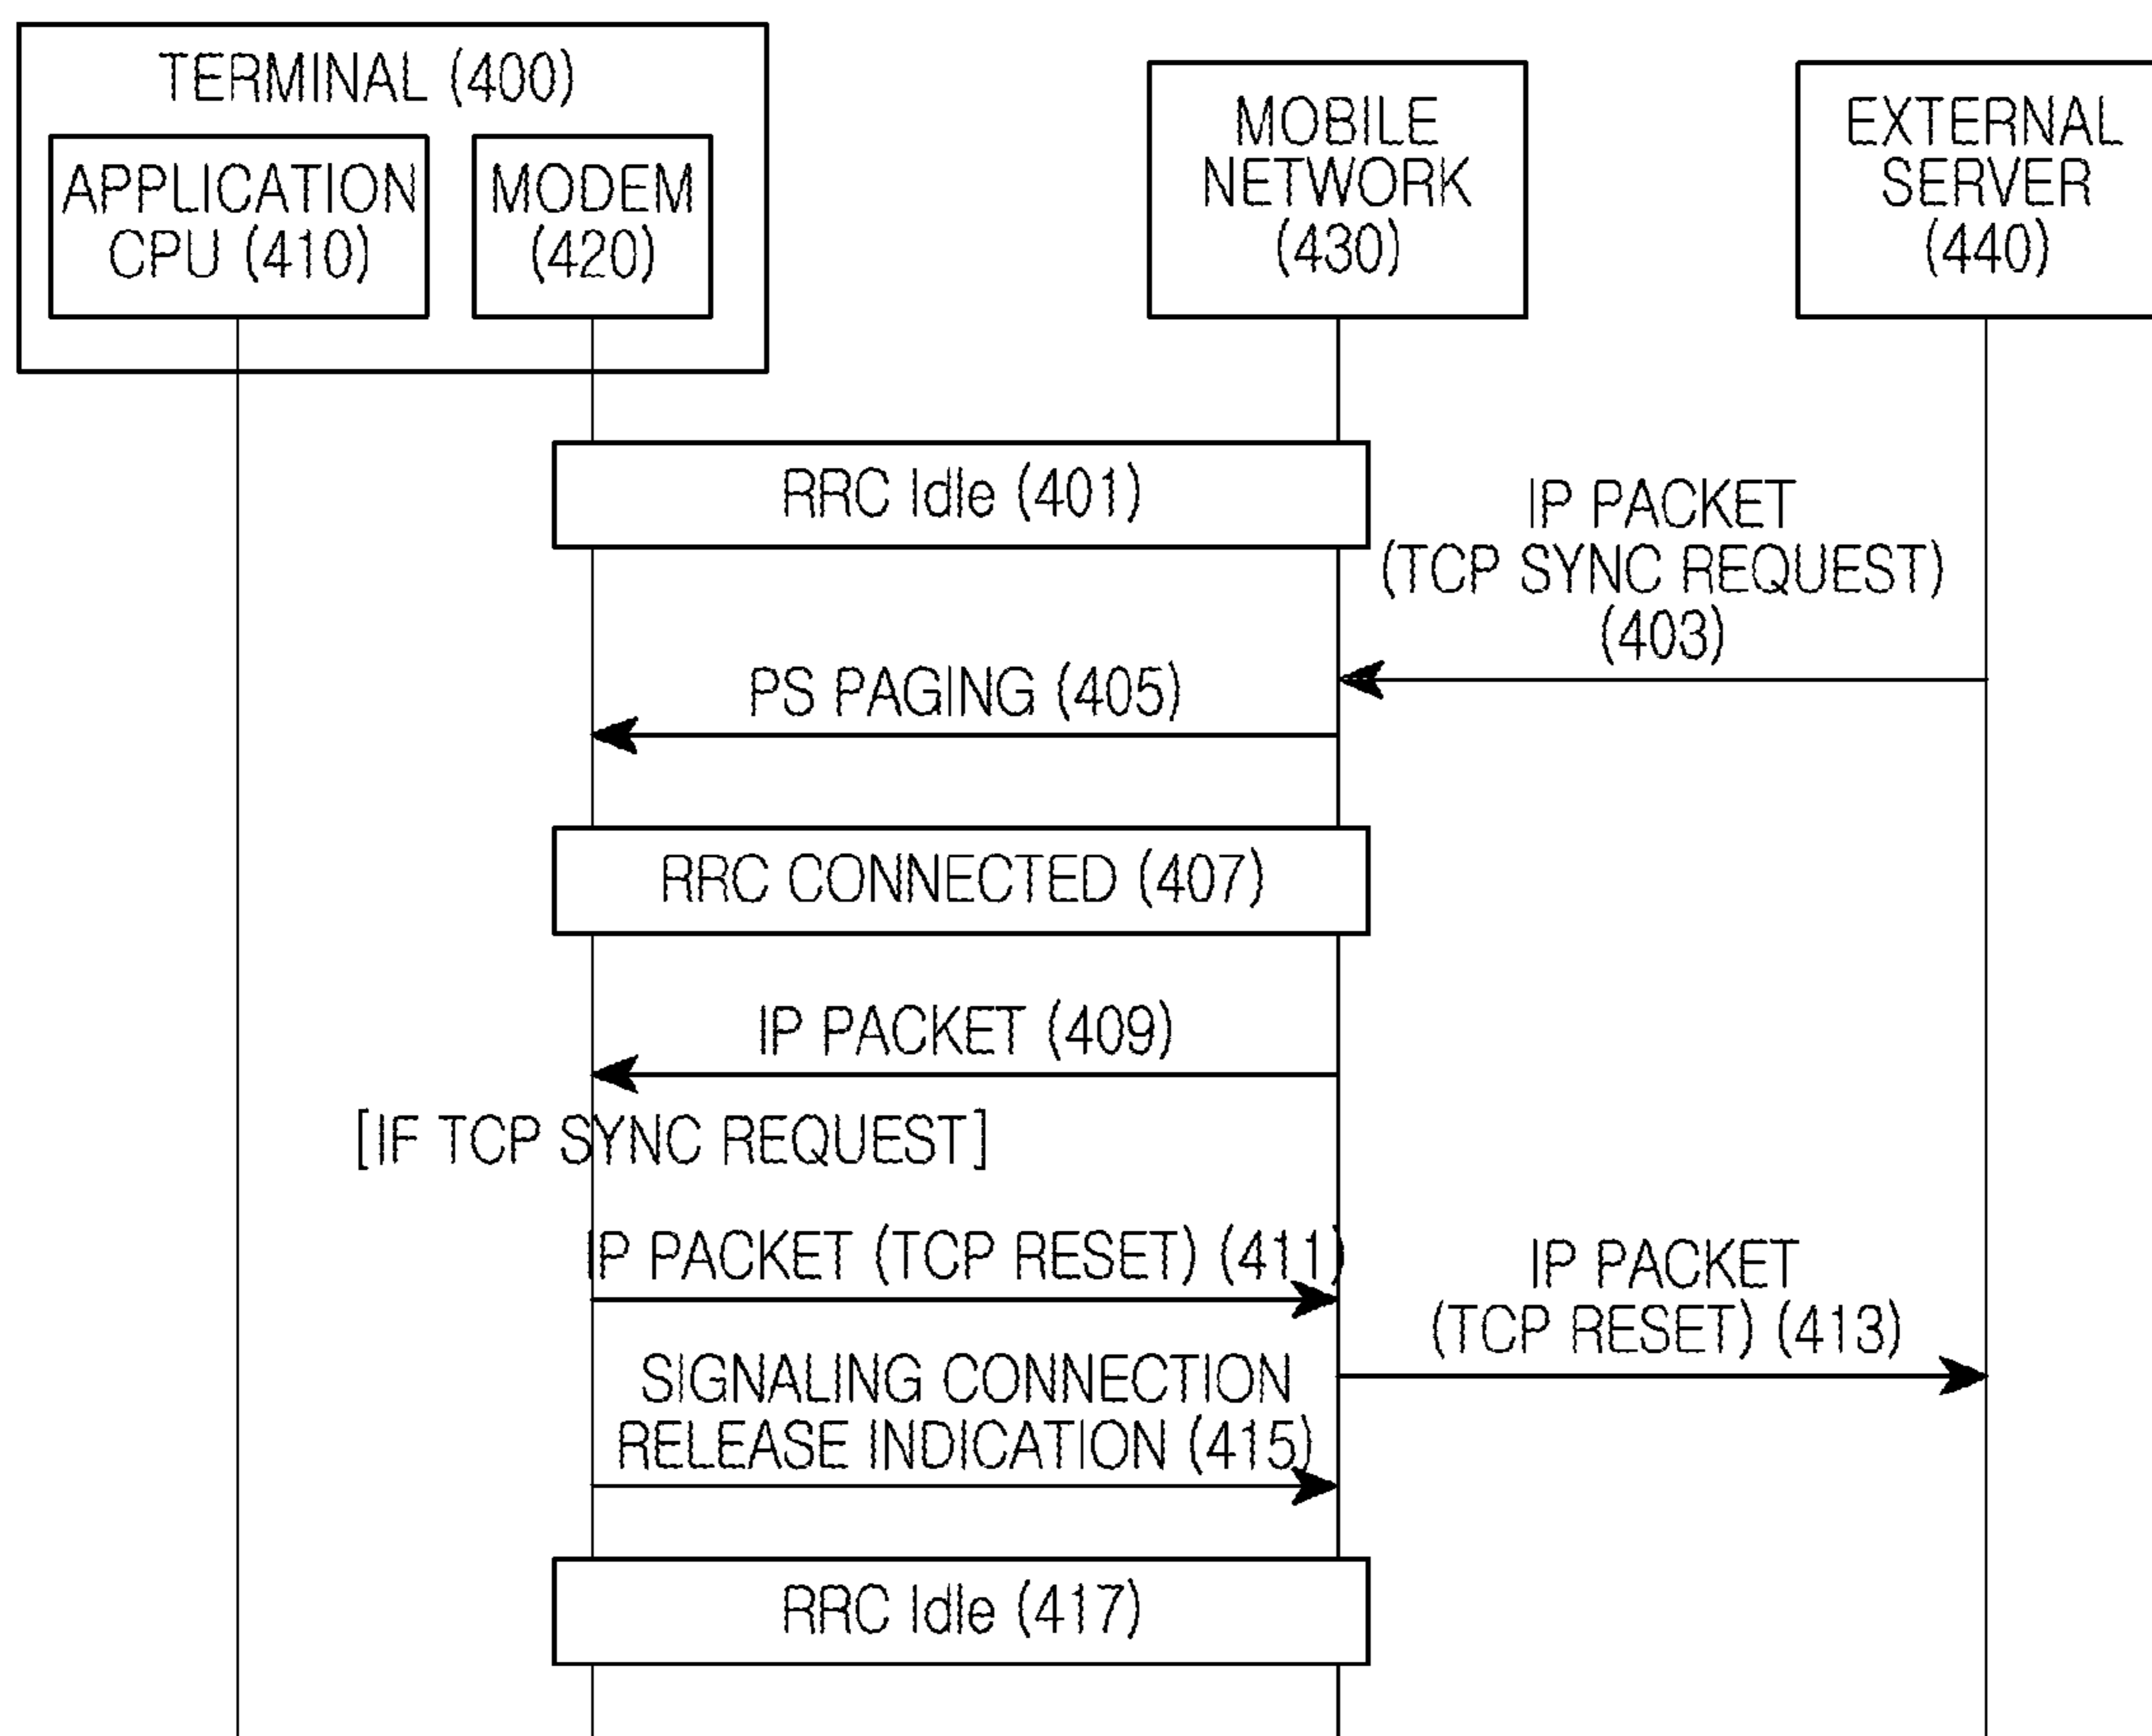 TERMINAL (400)
APPLICATION
CPU (410)
MODEM
(420)
MOBILE
NETWORK
(430)
EXTERNAL
SERVER
(440)
RRC Idle (401)
IP PACKET
(TCP SYNC REQUEST)
(403)
PS PAGING (405)
RRC CONNECTED (407)
IP PACKET (409)
[IF TCP SYNC REQUEST]
IP PACKET (TCP RESET) (411)
IP PACKET
(TCP RESET) (413)
SIGNALING CONNECTION
RELEASE INDICATION (415)
RRC Idle (417)